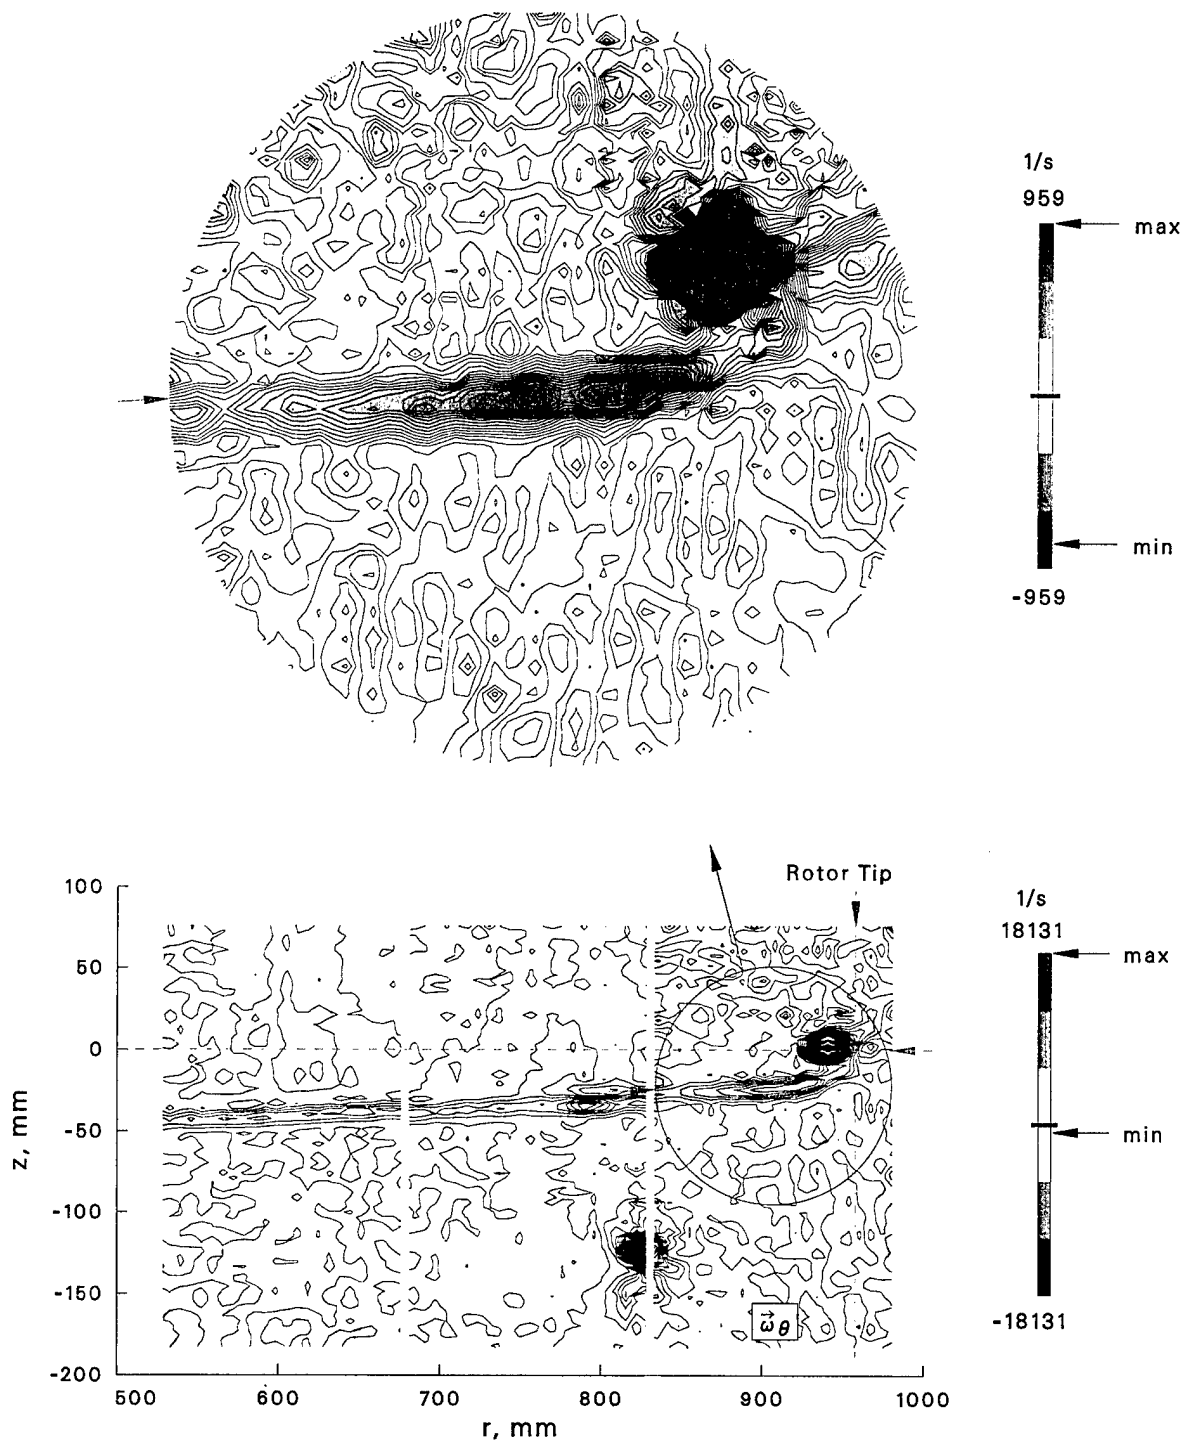 1/s
959
max
min
-959
Rotor Tip
1/s
18131
max
min
-18131
100
50
0
-50
-100
-150
-200
z, mm
ω⃗θ
500 600 700 800 900 1000
r, mm